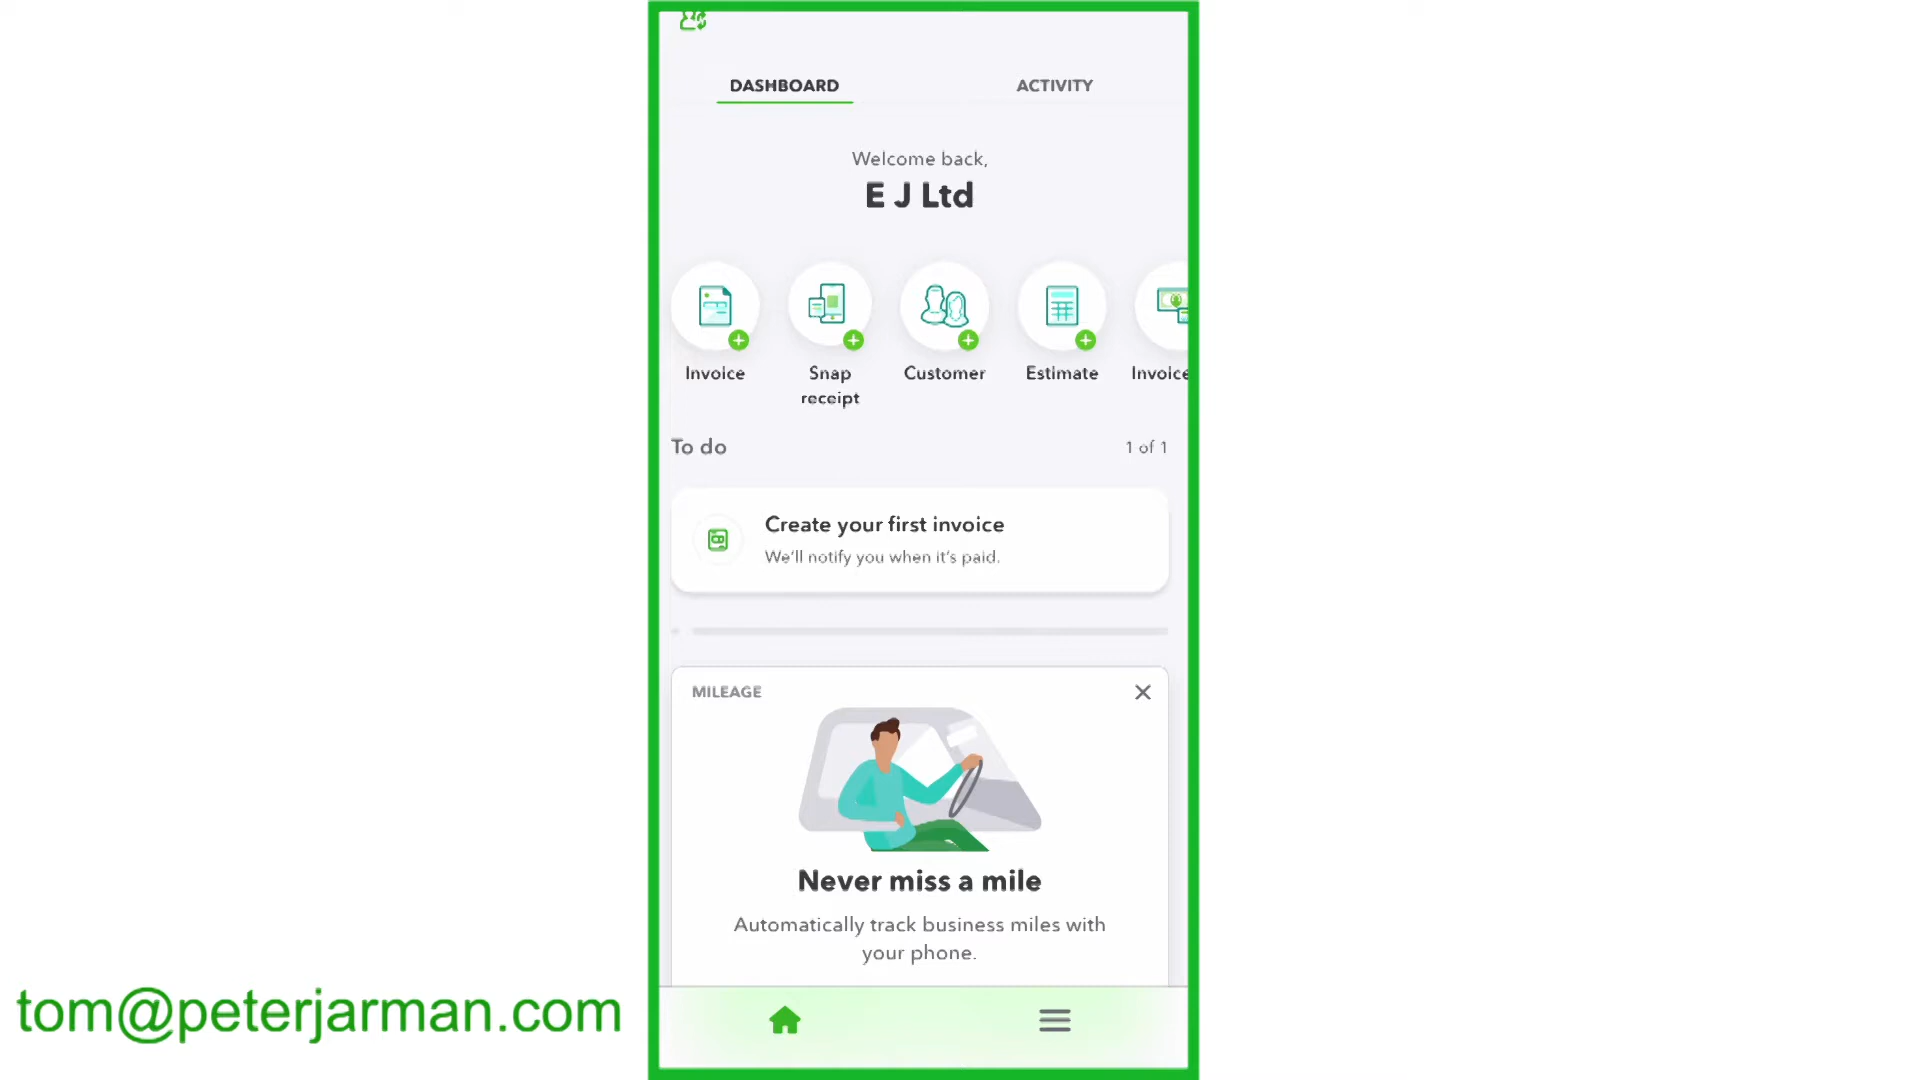 DASHBOARD
ACTIVITY
Welcome back,
E J Ltd
Invoice
Snap
receipt
Customer
Estimate
Invoice
To do
1 of 1
Create your first invoice
We'll notify you when it's paid.
MILEAGE
Never miss a mile
Automatically track business miles with
your phone.
tom@peterjarman.com